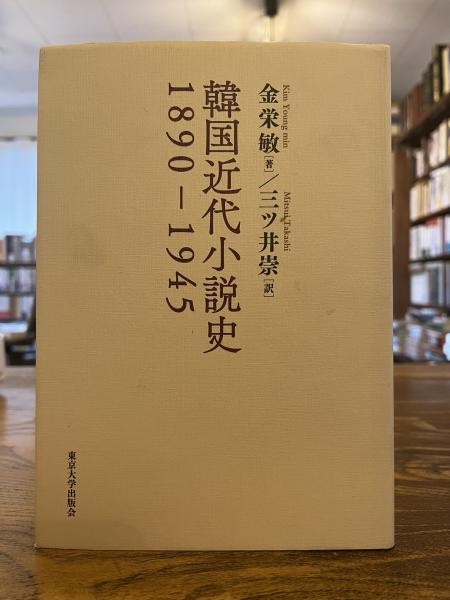 韓国近代小説史
1890－1945
Kim Young min
Mitsui Takashi
金栄敏[著]／三ツ井崇[訳]
東京大学出版会